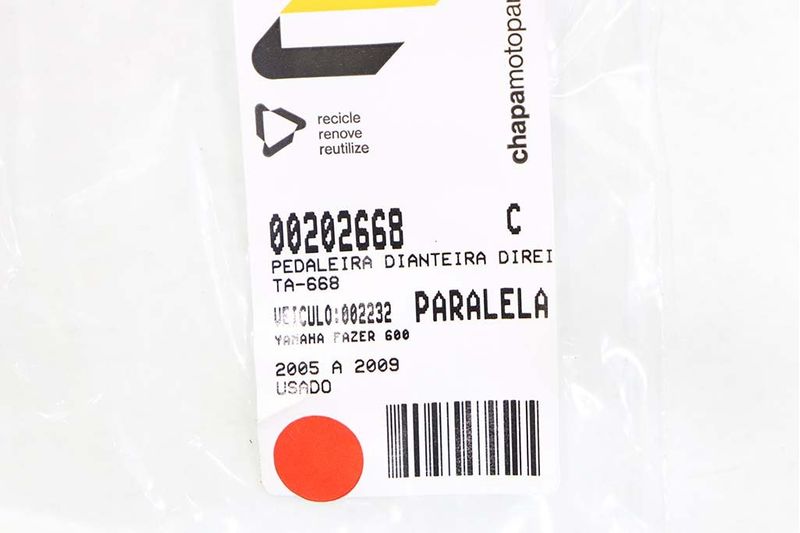 chapamotopar
recicle
renove
reutilize
00202668 C
PEDALEIRA DIANTEIRA DIREI
TA-668
VEICULO:002232 PARALELA
YAMAHA FAZER 600
2005 A 2009
USADO